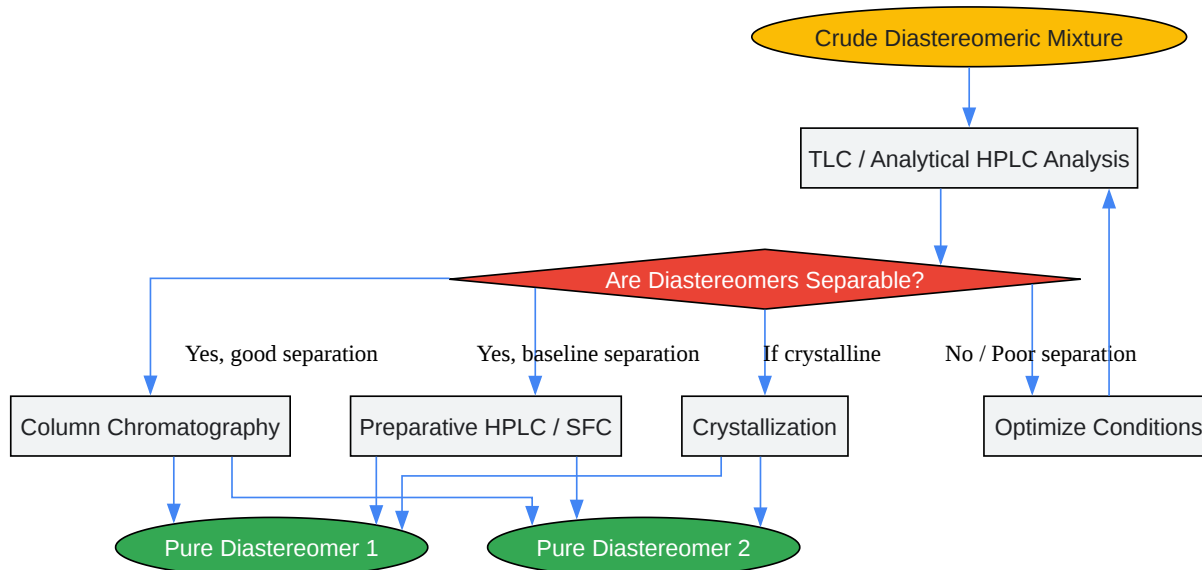 Crude Diastereomeric Mixture
TLC / Analytical HPLC Analysis
Are Diastereomers Separable?
Yes, good separation
Yes, baseline separation
If crystalline
No / Poor separation
Column Chromatography
Preparative HPLC / SFC
Crystallization
Optimize Conditions
Pure Diastereomer 1
Pure Diastereomer 2